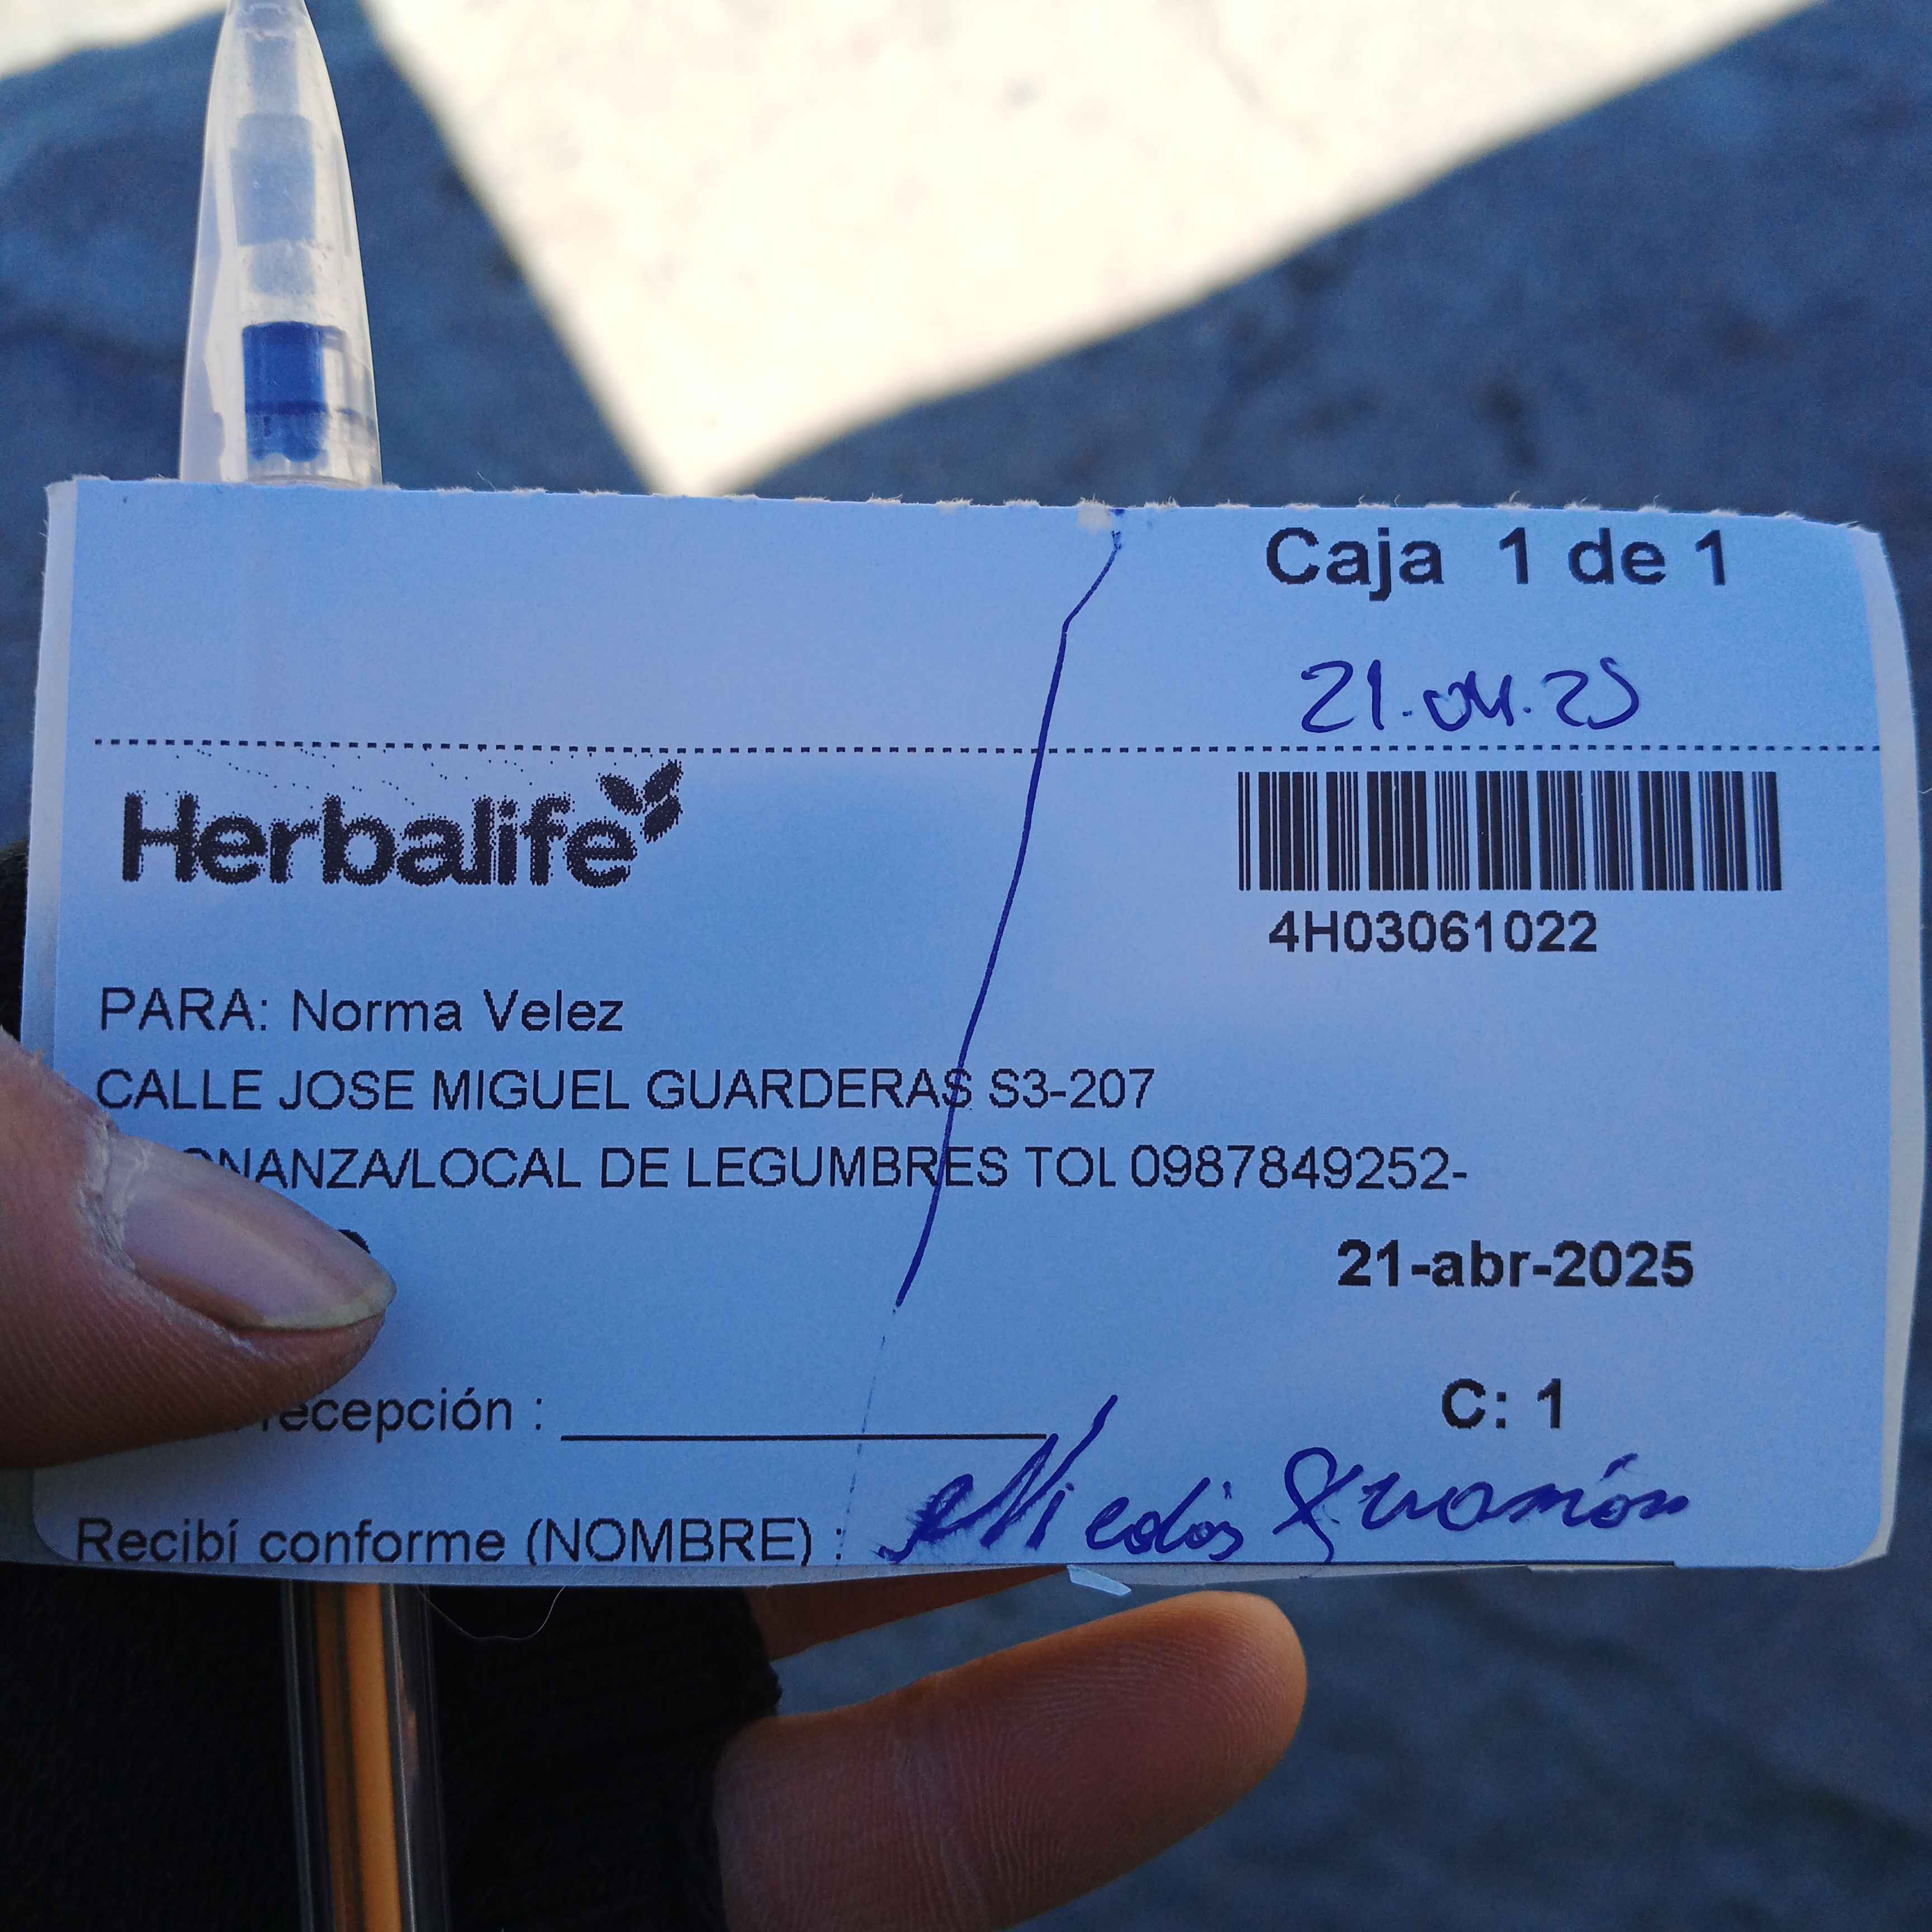 Caja 1 de 1
21.04.25
Herbalife
4H03061022
PARA: Norma Velez
CALLE JOSE MIGUEL GUARDERAS S3-207
ONANZA/LOCAL DE LEGUMBRES TOL 0987849252-
21-abr-2025
recepción :
C: 1
Recibí conforme (NOMBRE) :